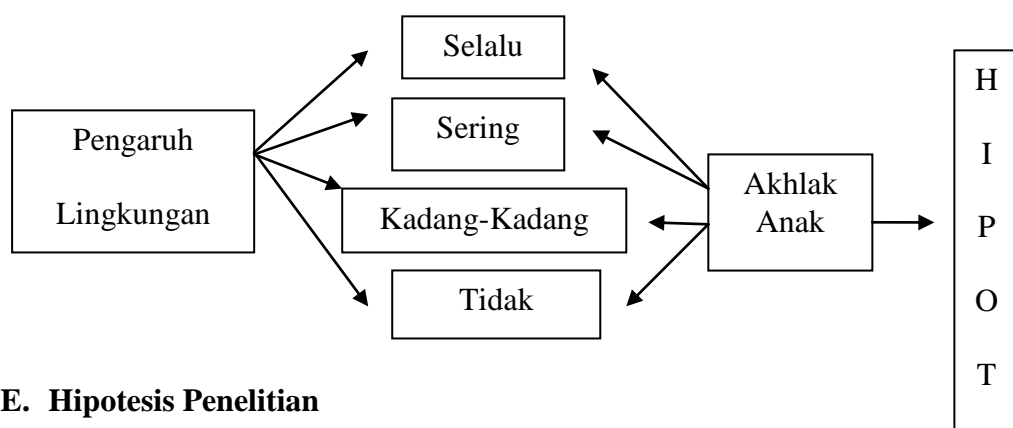 Selalu
Pengaruh
Lingkungan
Sering
Kadang-Kadang
Tidak
Akhlak
Anak
H
I
P
O
T
E. Hipotesis Penelitian